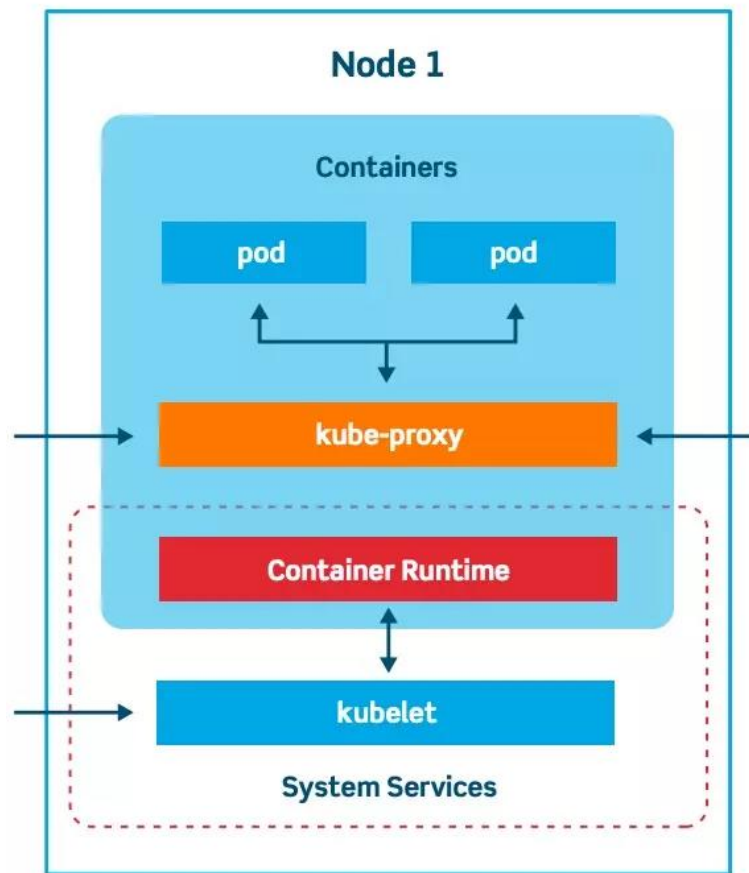 Node 1
Containers
pod pod
kube-proxy
Container Runtime
kubelet
System Services